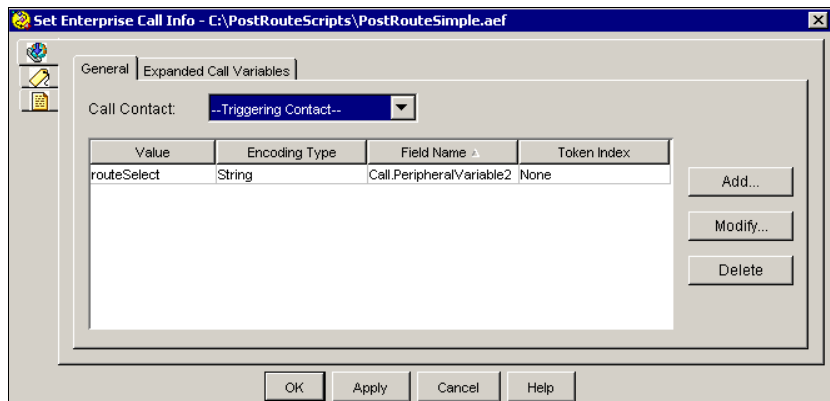 Set Enterprise Call Info - C:\PostRouteScripts\PostRouteSimple.aef
General Expanded Call Variables
Call Contact: --Triggering Contact--
Value Encoding Type Field Name Token Index
routeSelect String Call.PeripheralVariable2 None
Add...
Modify...
Delete
OK Apply Cancel Help